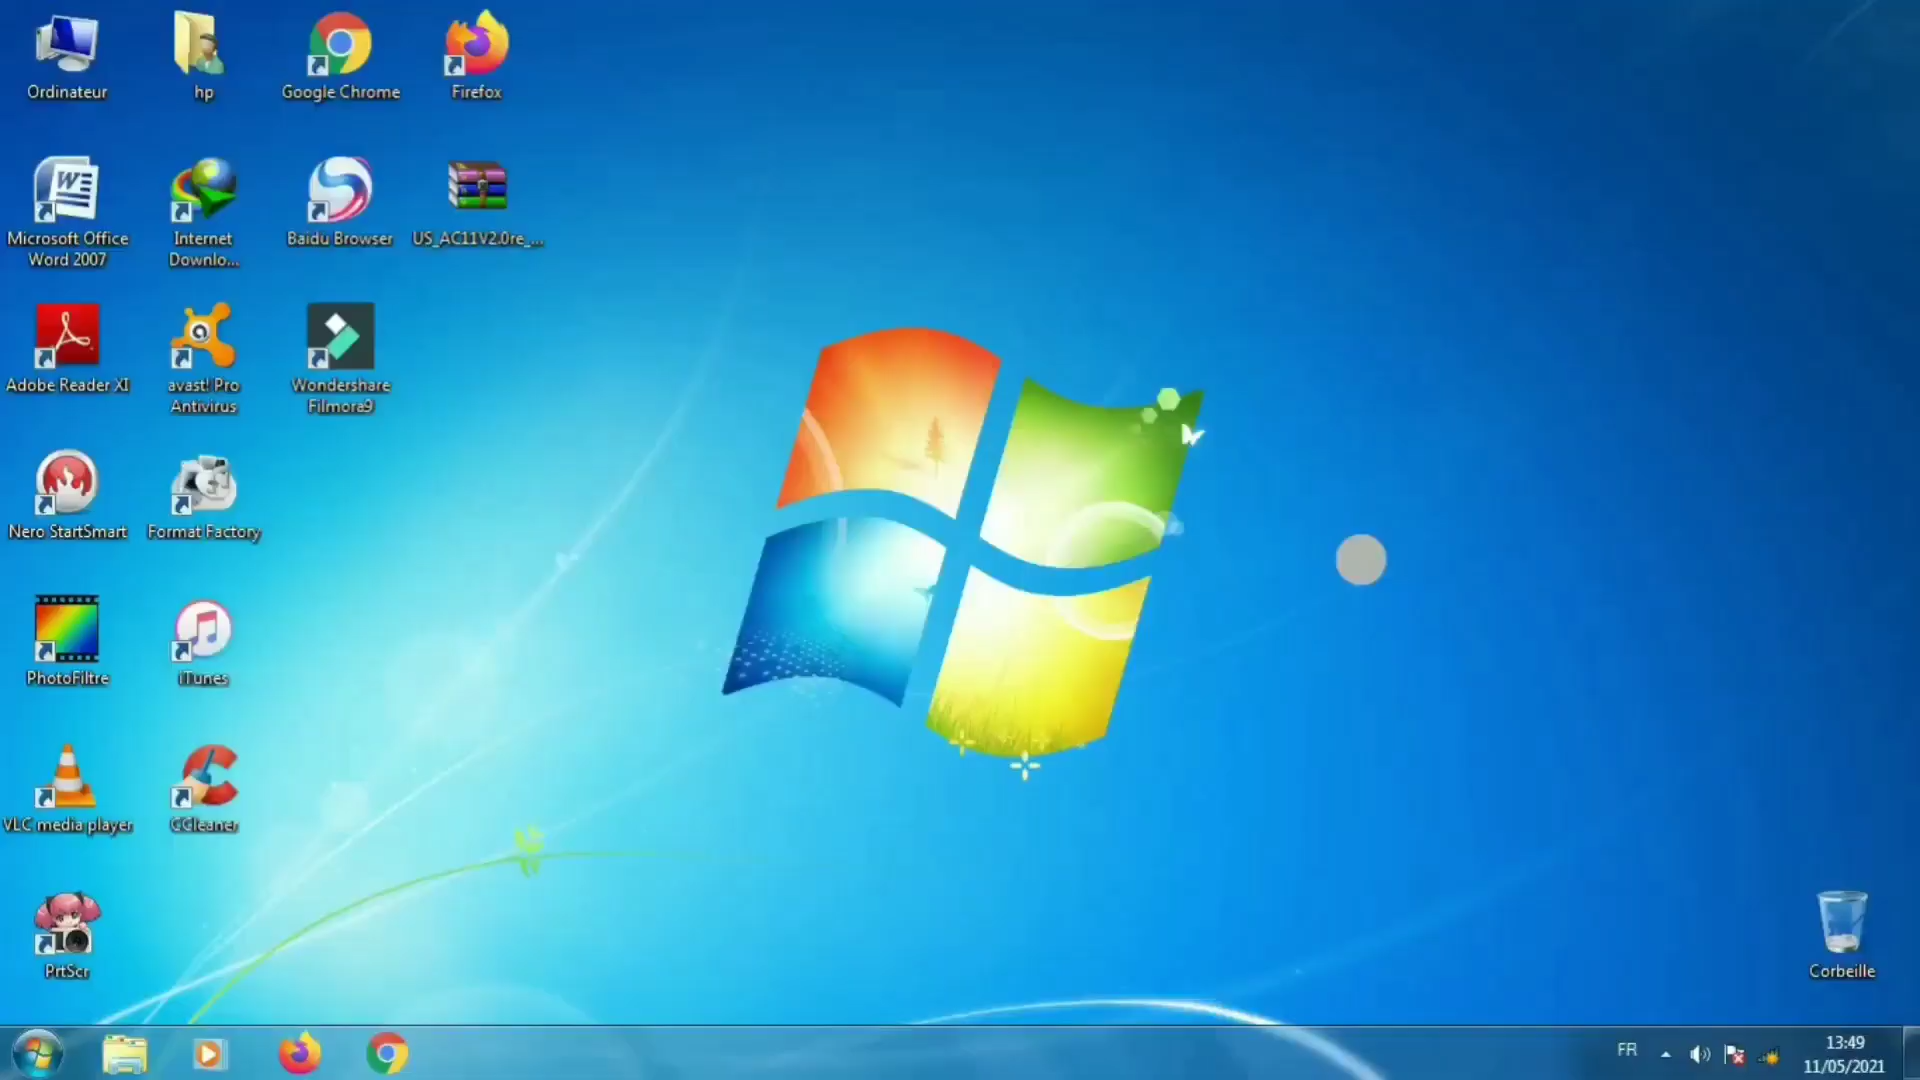 Ordinateur
hp
Google Chrome
Firefox
Microsoft Office
Word 2007
Internet
Downlo...
Baidu Browser
US_AC11V2.0re_...
Adobe Reader XI
avast! Pro
Antivirus
Wondershare
Filmora9
Nero StartSmart
Format Factory
PhotoFiltre
iTunes
VLC media player
CCleaner
PrtScr
Corbeille
FR
13:49
11/05/2021